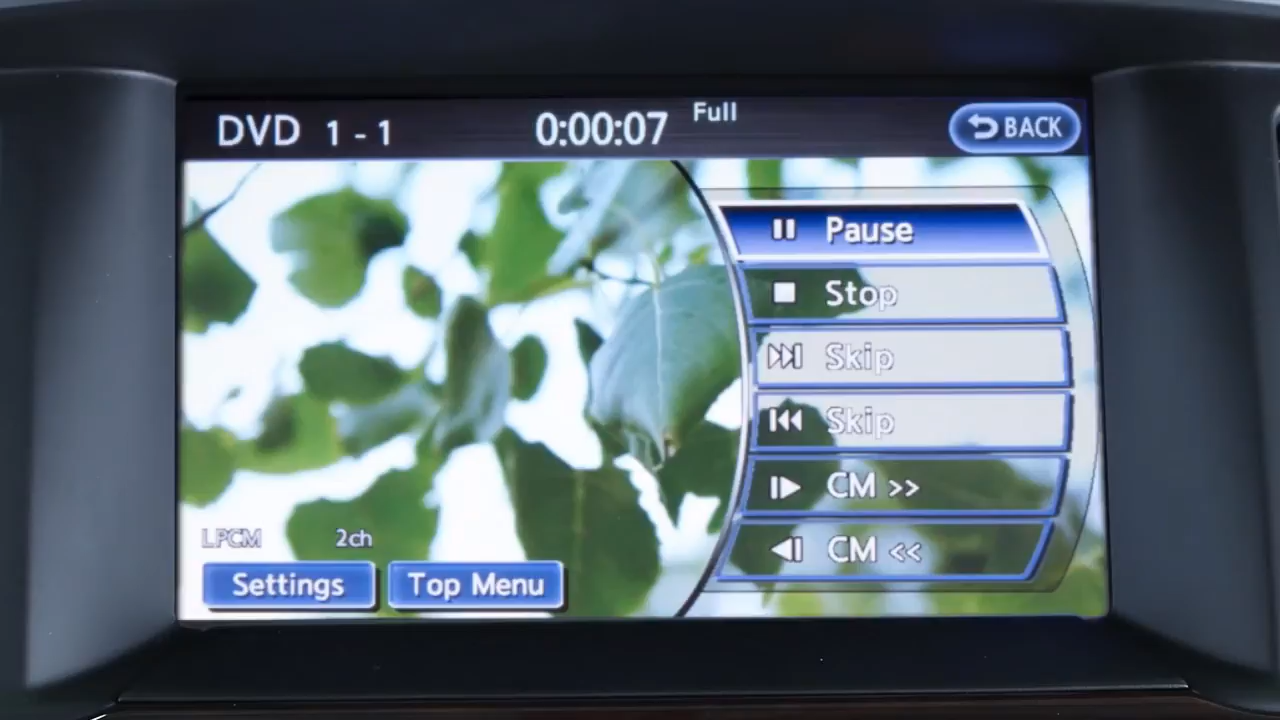 DVD 1 - 1 0:00:07 Full BACK
Pause
Stop
Skip
Skip
CM >>
CM <<
LPCM 2ch
Settings Top Menu